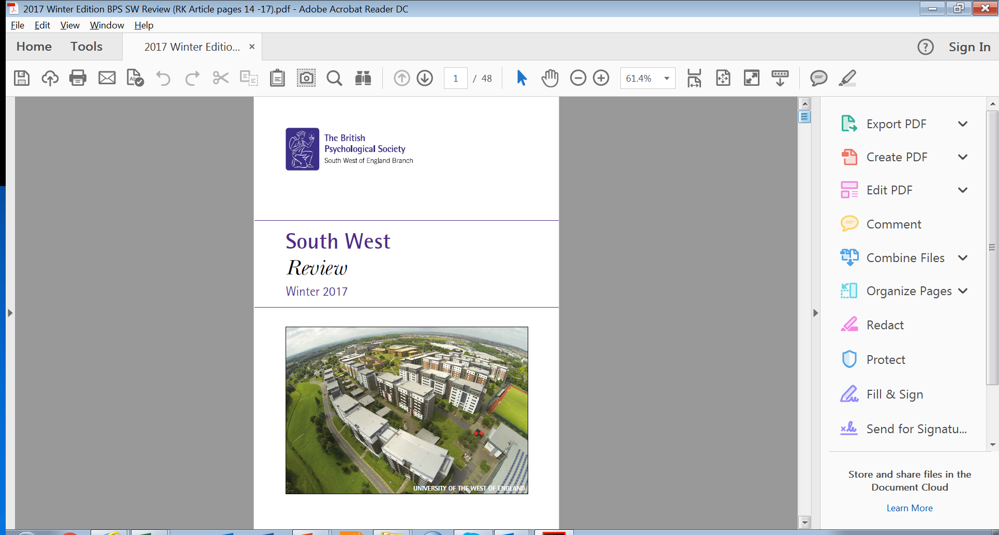 2017 Winter Edition BPS SW Review (RK Article pages 14 -17).pdf - Adobe Acrobat Reader DC
File Edit View Window Help
Home Tools 2017 Winter Editio... × ? Sign In
1 / 48 61.4%
The British
Psychological Society
South West of England Branch
South West
Review
Winter 2017
UNIVERSITY OF THE WEST OF ENGLAND
Export PDF
Create PDF
Edit PDF
Comment
Combine Files
Organize Pages
Redact
Protect
Fill & Sign
Send for Signatu...
Store and share files in the
Document Cloud
Learn More